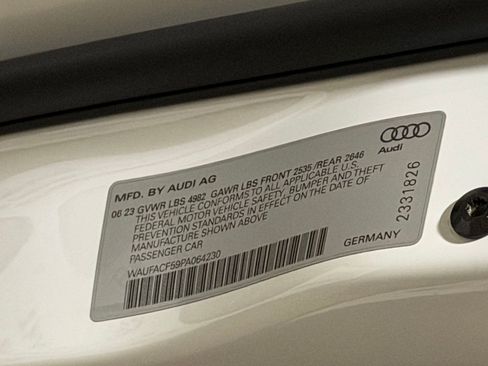 MFD. BY AUDI AG
06 23 GVWR LBS 4982 GAWR LBS FRONT 2535/REAR 2646
THIS VEHICLE CONFORMS TO ALL APPLICABLE U.S.
FEDERAL MOTOR VEHICLE SAFETY, BUMPER AND THEFT
PREVENTION STANDARDS IN EFFECT ON THE DATE OF
MANUFACTURE SHOWN ABOVE
PASSENGER CAR
WAUFACF59PA064230
Audi
2331826
GERMANY